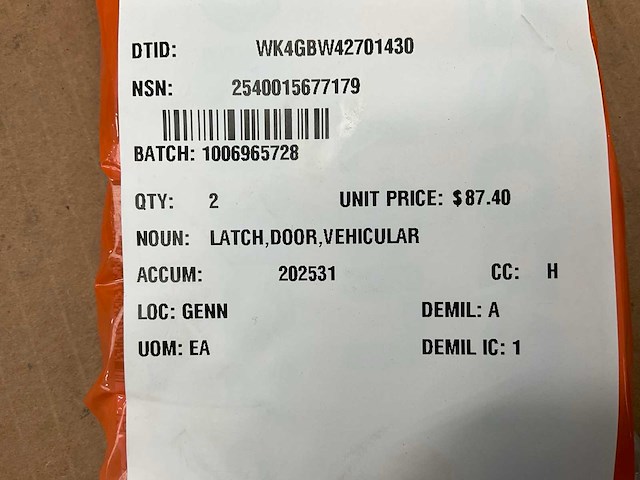 DTID: WK4GBW42701430
NSN: 2540015677179
BATCH: 1006965728
QTY: 2 UNIT PRICE: $87.40
NOUN: LATCH,DOOR,VEHICULAR
ACCUM: 202531 CC: H
LOC: GENN DEMIL: A
UOM: EA DEMIL IC: 1